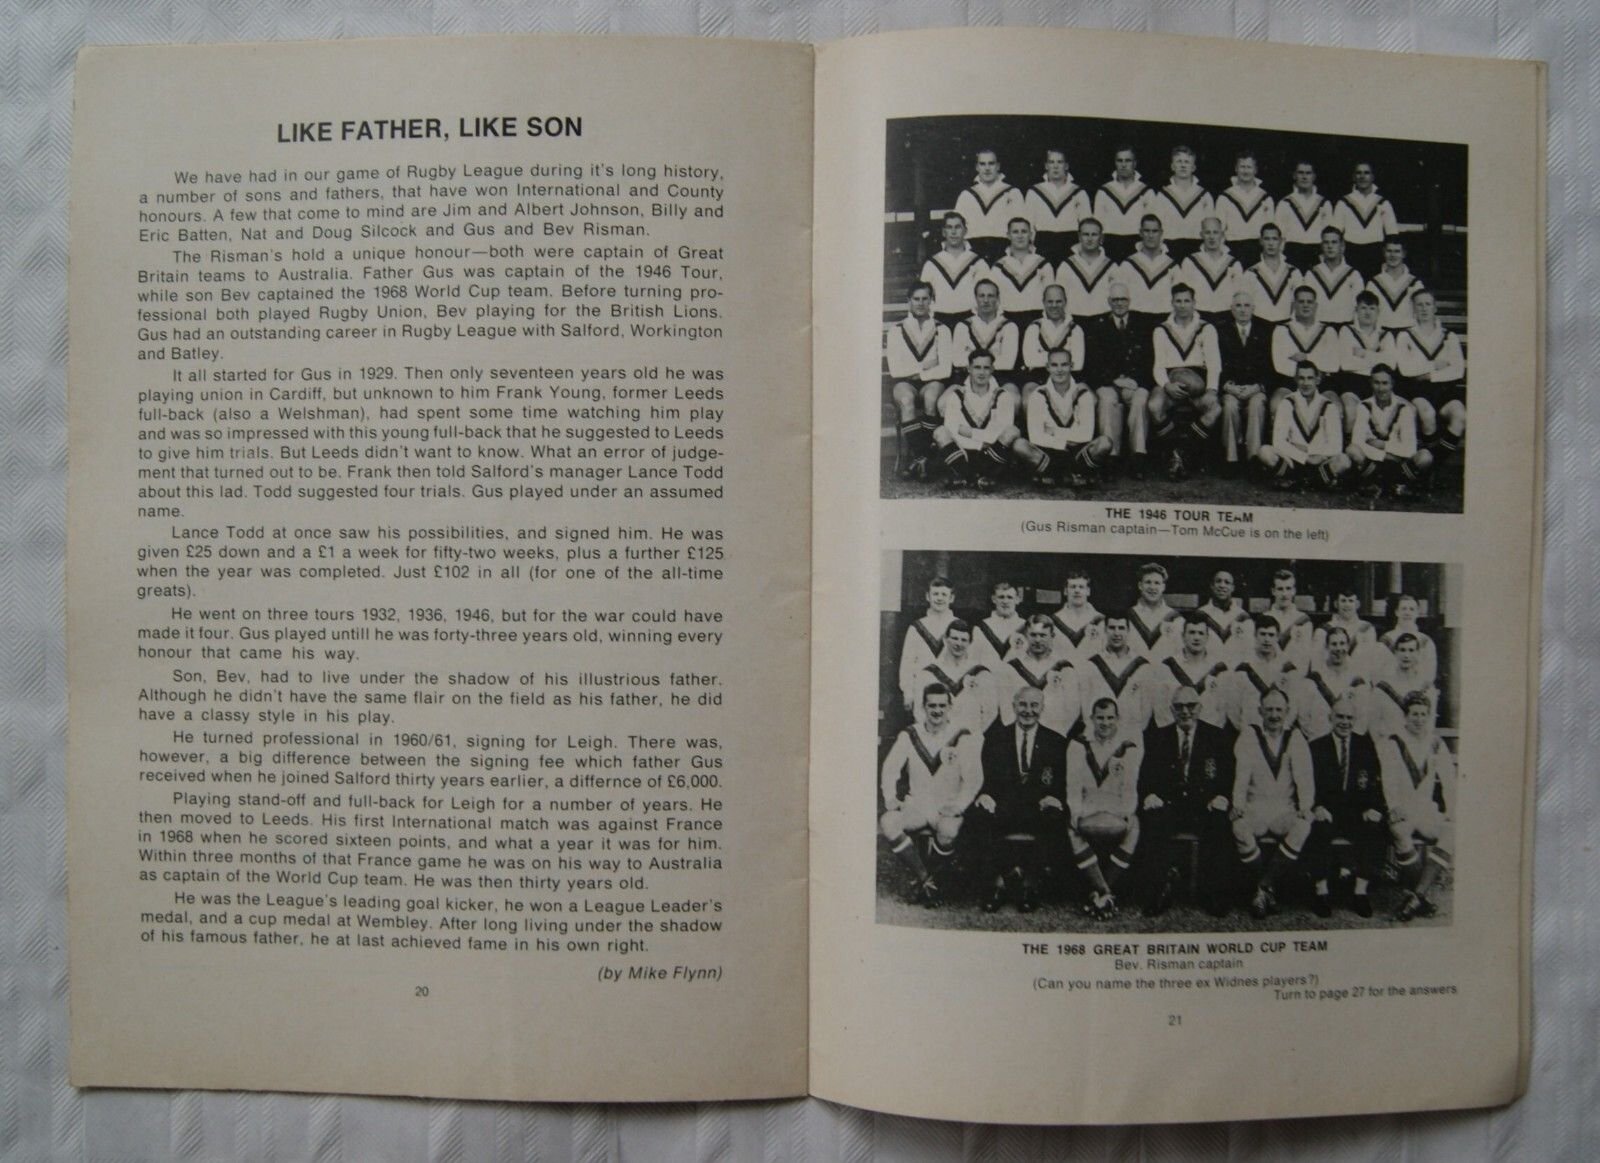 LIKE FATHER, LIKE SON
We have had in our game of Rugby League during it's long history,
a number of sons and fathers, that have won International and County
honours. A few that come to mind are Jim and Albert Johnson, Billy and
Eric Batten, Nat and Doug Silcock and Gus and Bev Risman.
The Risman's hold a unique honour—both were captain of Great
Britain teams to Australia. Father Gus was captain of the 1946 Tour,
while son Bev captained the 1968 World Cup team. Before turning pro-
fessional both played Rugby Union, Bev playing for the British Lions.
Gus had an outstanding career in Rugby League with Salford, Workington
and Batley.
It all started for Gus in 1929. Then only seventeen years old he was
playing union in Cardiff, but unknown to him Frank Young, former Leeds
full-back (also a Welshman), had spent some time watching him play
and was so impressed with this young full-back that he suggested to Leeds
to give him trials. But Leeds didn't want to know. What an error of judge-
ment that turned out to be. Frank then told Salford's manager Lance Todd
about this lad. Todd suggested four trials. Gus played under an assumed
name.
Lance Todd at once saw his possibilities, and signed him. He was
given £25 down and a £1 a week for fifty-two weeks, plus a further £125
when the year was completed. Just £102 in all (for one of the all-time
greats).
He went on three tours 1932, 1936, 1946, but for the war could have
made it four. Gus played untill he was forty-three years old, winning every
honour that came his way.
Son, Bev, had to live under the shadow of his illustrious father.
Although he didn't have the same flair on the field as his father, he did
have a classy style in his play.
He turned professional in 1960/61, signing for Leigh. There was,
however, a big difference between the signing fee which father Gus
received when he joined Salford thirty years earlier, a differnce of £6,000.
Playing stand-off and full-back for Leigh for a number of years. He
then moved to Leeds. His first International match was against France
in 1968 when he scored sixteen points, and what a year it was for him.
Within three months of that France game he was on his way to Australia
as captain of the World Cup team. He was then thirty years old.
He was the League's leading goal kicker, he won a League Leader's
medal, and a cup medal at Wembley. After long living under the shadow
of his famous father, he at last achieved fame in his own right.
(by Mike Flynn)
20
THE 1946 TOUR TEAM
(Gus Risman captain—Tom McCue is on the left)
THE 1968 GREAT BRITAIN WORLD CUP TEAM
Bev. Risman captain
(Can you name the three ex Widnes players?)
Turn to page 27 for the answers
21